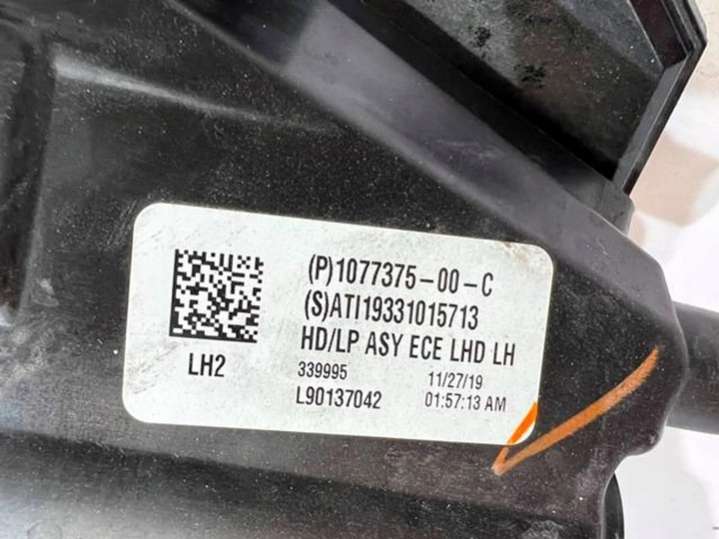 (P)1077375-00-C
(S)ATI19331015713
HD/LP ASY ECE LHD LH
LH2
339995 11/27/19
L90137042 01:57:13 AM